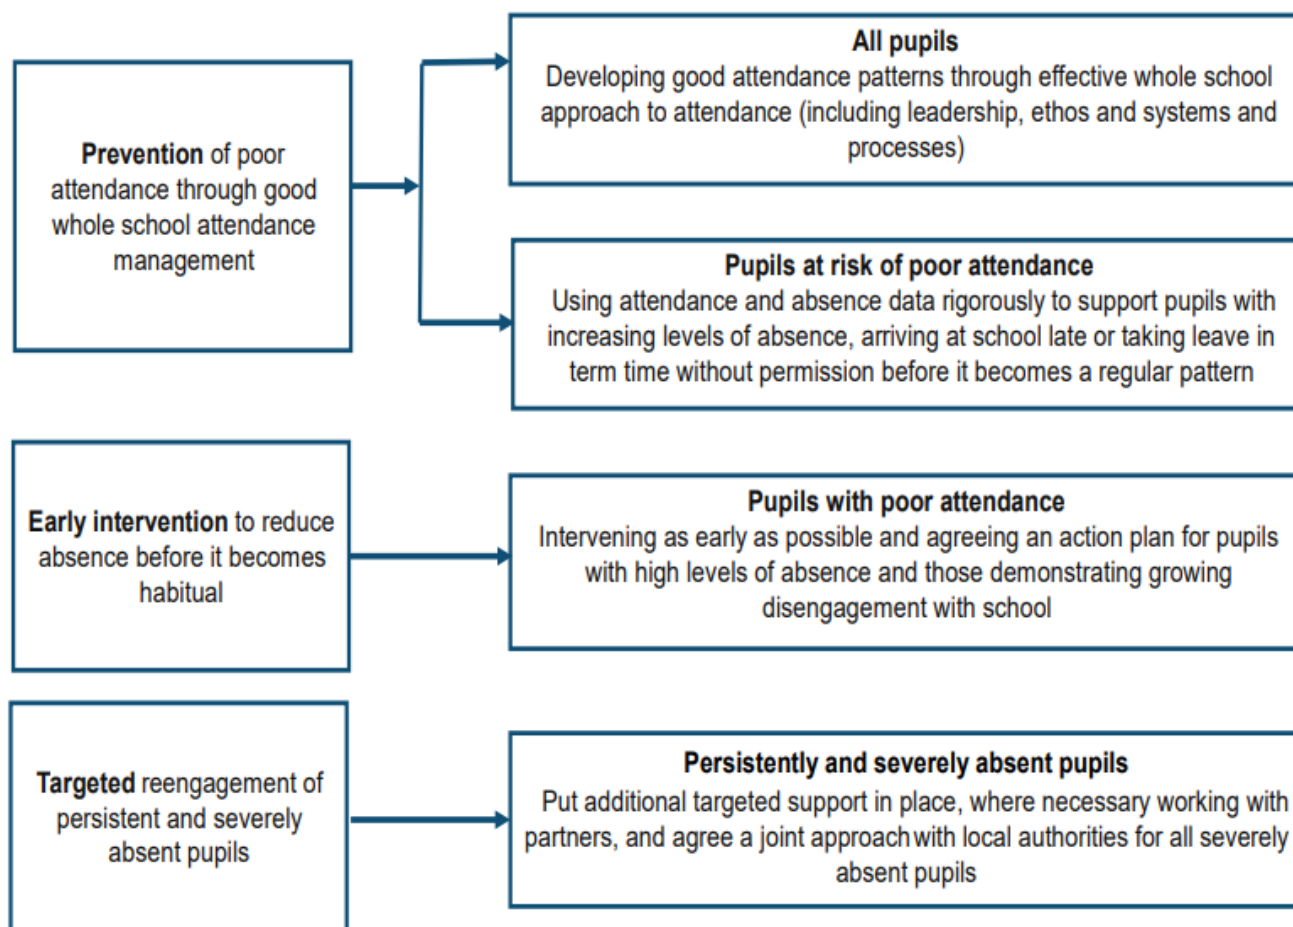 Prevention of poor
attendance through good
whole school attendance
management
All pupils
Developing good attendance patterns through effective whole school
approach to attendance (including leadership, ethos and systems and
processes)
Pupils at risk of poor attendance
Using attendance and absence data rigorously to support pupils with
increasing levels of absence, arriving at school late or taking leave in
term time without permission before it becomes a regular pattern
Early intervention to reduce
absence before it becomes
habitual
Pupils with poor attendance
Intervening as early as possible and agreeing an action plan for pupils
with high levels of absence and those demonstrating growing
disengagement with school
Targeted reengagement of
persistent and severely
absent pupils
Persistently and severely absent pupils
Put additional targeted support in place, where necessary working with
partners, and agree a joint approach with local authorities for all severely
absent pupils